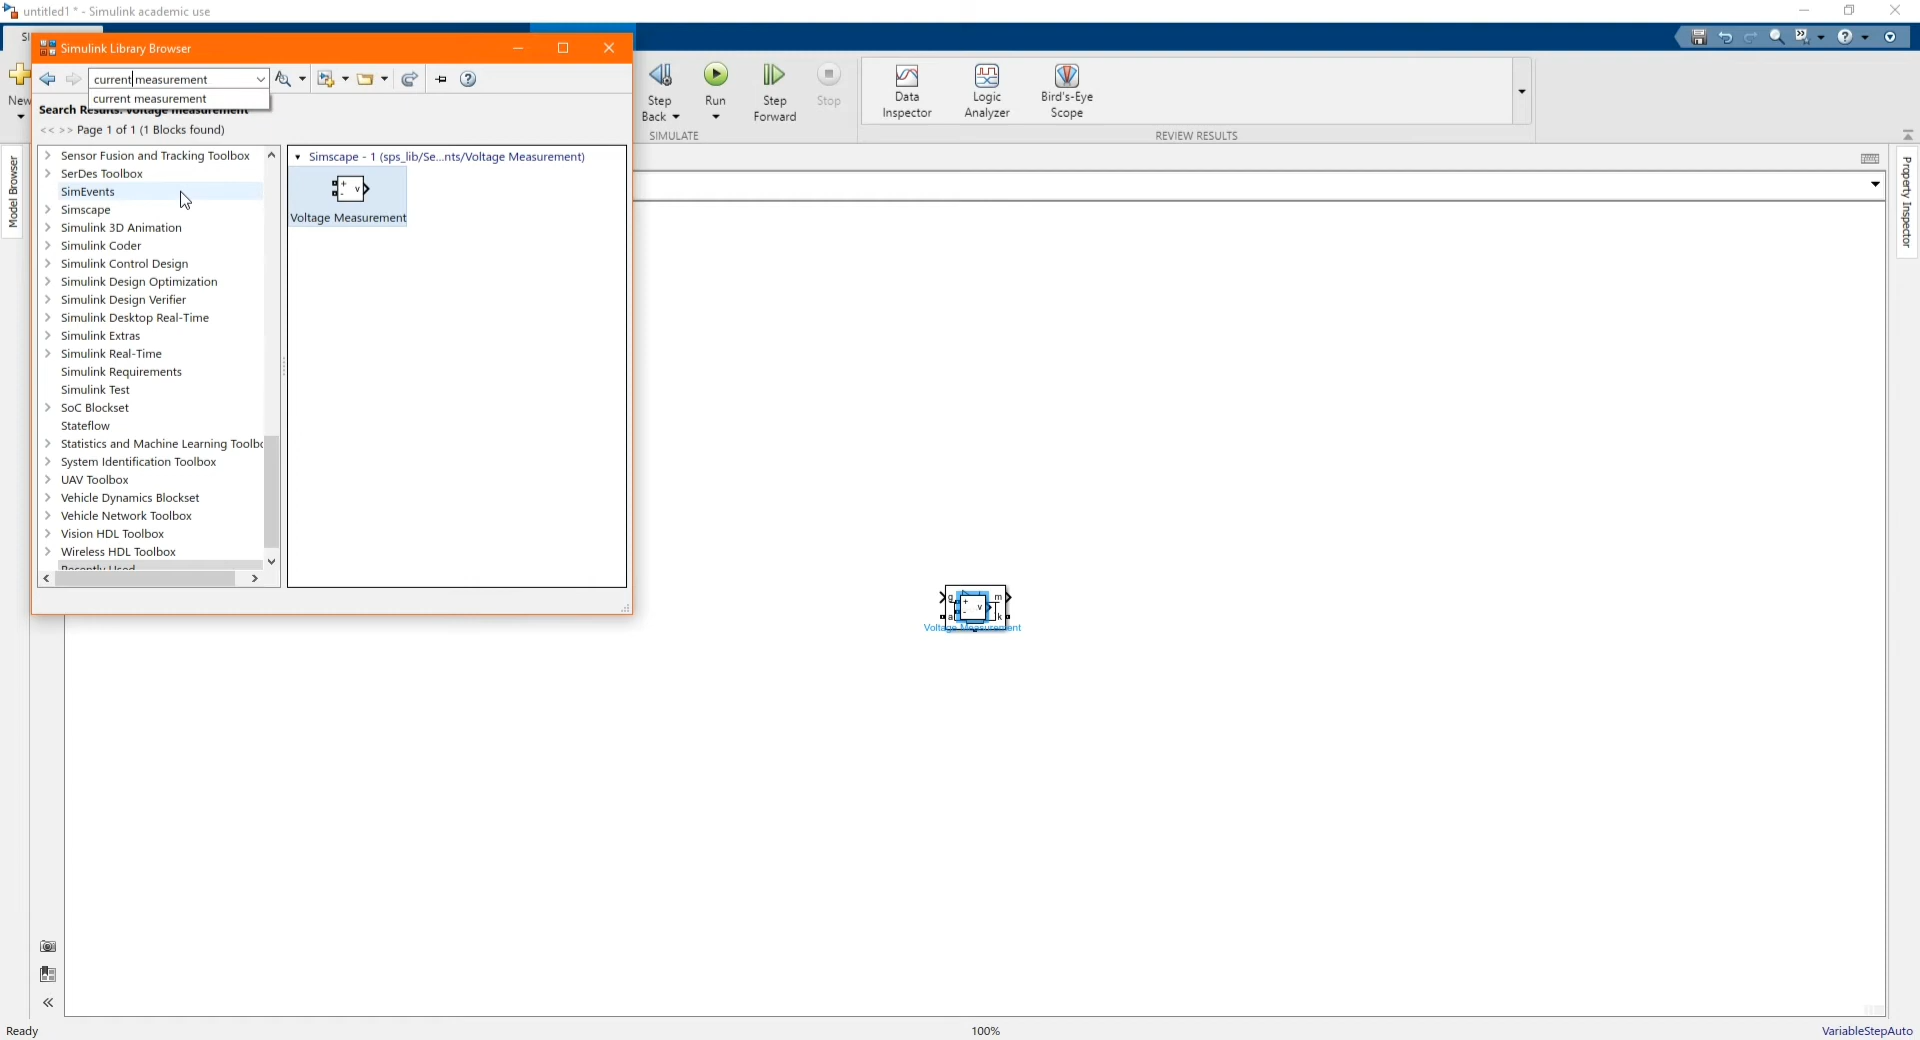 untitled1 * - Simulink academic use
Simulink Library Browser
current measurement
current measurement
Search Results: voltage measurement
<< >> Page 1 of 1 (1 Blocks found)
New
Step Back
Run
Step Forward
Stop
SIMULATE
Data Inspector
Logic Analyzer
Bird's-Eye Scope
REVIEW RESULTS
Model Browser
Property Inspector
Sensor Fusion and Tracking Toolbox
SerDes Toolbox
SimEvents
Simscape
Simulink 3D Animation
Simulink Coder
Simulink Control Design
Simulink Design Optimization
Simulink Design Verifier
Simulink Desktop Real-Time
Simulink Extras
Simulink Real-Time
Simulink Requirements
Simulink Test
SoC Blockset
Stateflow
Statistics and Machine Learning Toolbo
System Identification Toolbox
UAV Toolbox
Vehicle Dynamics Blockset
Vehicle Network Toolbox
Vision HDL Toolbox
Wireless HDL Toolbox
Recently Used
Simscape - 1 (sps_lib/Se...nts/Voltage Measurement)
+ - v
Voltage Measurement
g + v m
a - k
Voltage Measurement
Ready
100%
VariableStepAuto